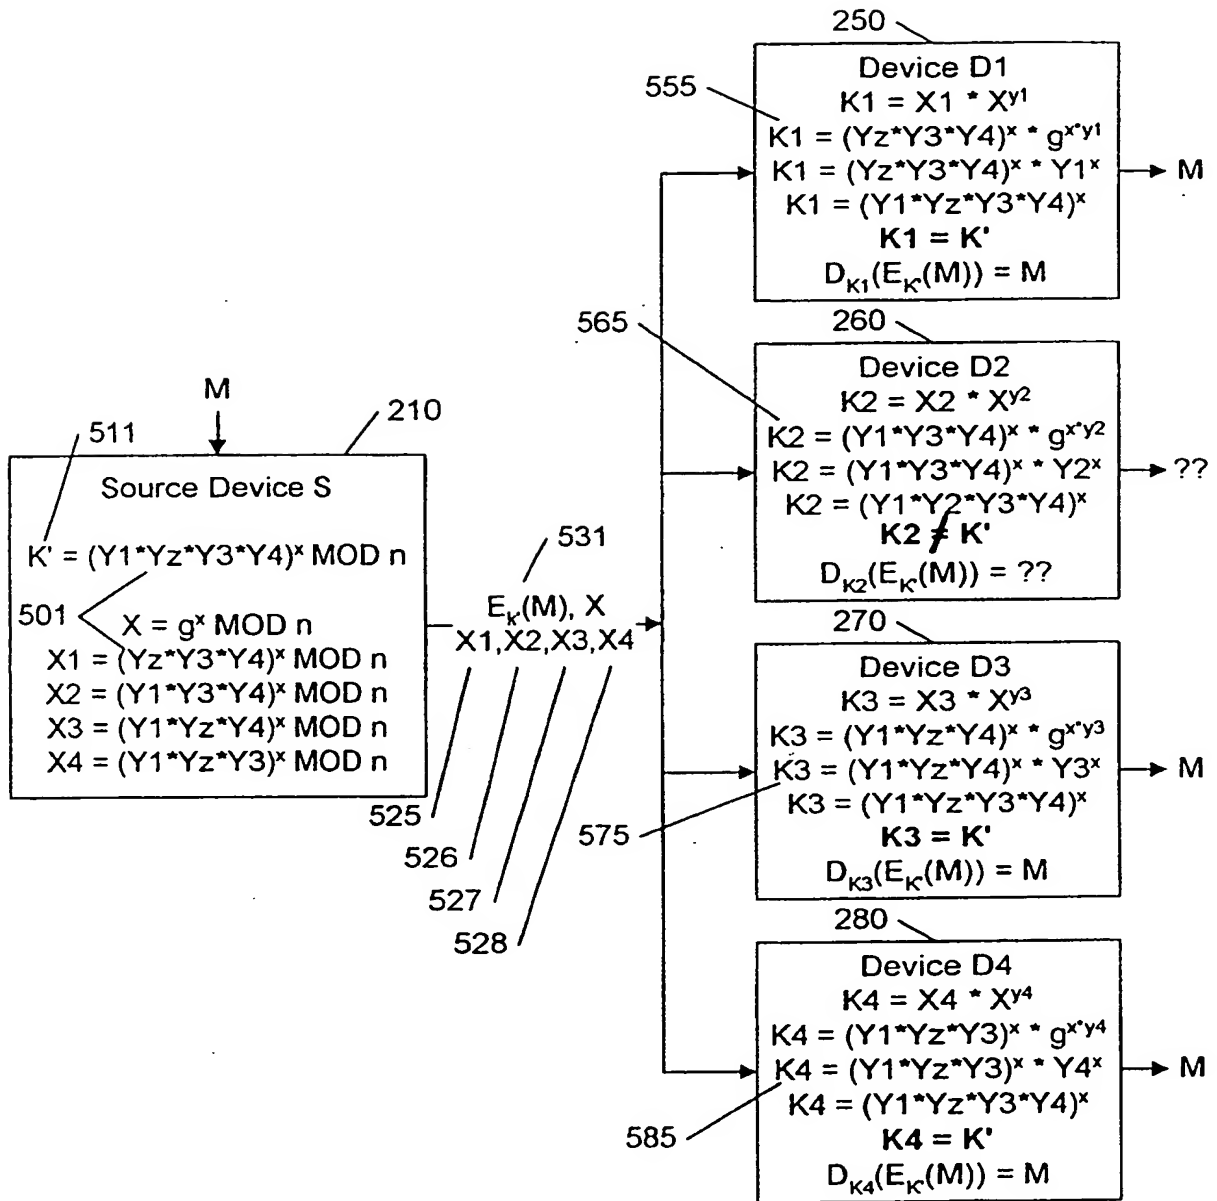 M
511
210
Source Device S
K' = (Y1*Yz*Y3*Y4)ˣ MOD n
501
X = gˣ MOD n
X1 = (Yz*Y3*Y4)ˣ MOD n
X2 = (Y1*Y3*Y4)ˣ MOD n
X3 = (Y1*Yz*Y4)ˣ MOD n
X4 = (Y1*Yz*Y3)ˣ MOD n
531
E_K'(M), X
X1,X2,X3,X4
525
526
527
528
250
555
Device D1
K1 = X1 * X^y1
K1 = (Yz*Y3*Y4)ˣ * g^x*y1
K1 = (Yz*Y3*Y4)ˣ * Y1ˣ
K1 = (Y1*Yz*Y3*Y4)ˣ
K1 = K'
D_K1(E_K'(M)) = M
M
260
565
Device D2
K2 = X2 * X^y2
K2 = (Y1*Y3*Y4)ˣ * g^x*y2
K2 = (Y1*Y3*Y4)ˣ * Y2ˣ
K2 = (Y1*Y2*Y3*Y4)ˣ
K2 ≠ K'
D_K2(E_K'(M)) = ??
??
270
575
Device D3
K3 = X3 * X^y3
K3 = (Y1*Yz*Y4)ˣ * g^x*y3
K3 = (Y1*Yz*Y4)ˣ * Y3ˣ
K3 = (Y1*Yz*Y3*Y4)ˣ
K3 = K'
D_K3(E_K'(M)) = M
M
280
585
Device D4
K4 = X4 * X^y4
K4 = (Y1*Yz*Y3)ˣ * g^x*y4
K4 = (Y1*Yz*Y3)ˣ * Y4ˣ
K4 = (Y1*Yz*Y3*Y4)ˣ
K4 = K'
D_K4(E_K'(M)) = M
M